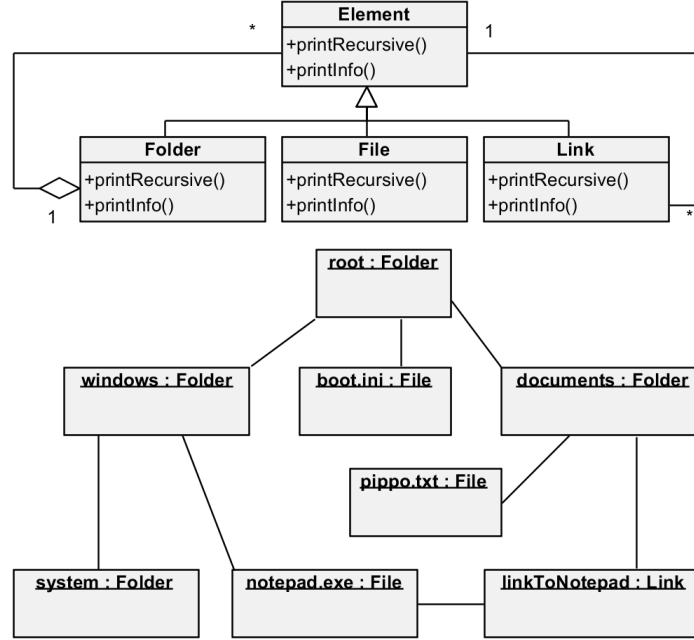 Element
*
1
+printRecursive()
+printInfo()
Folder
File
Link
+printRecursive()
+printInfo()
+printRecursive()
+printInfo()
+printRecursive()
+printInfo()
1
*
root : Folder
windows : Folder
boot.ini : File
documents : Folder
pippo.txt : File
system : Folder
notepad.exe : File
linkToNotepad : Link